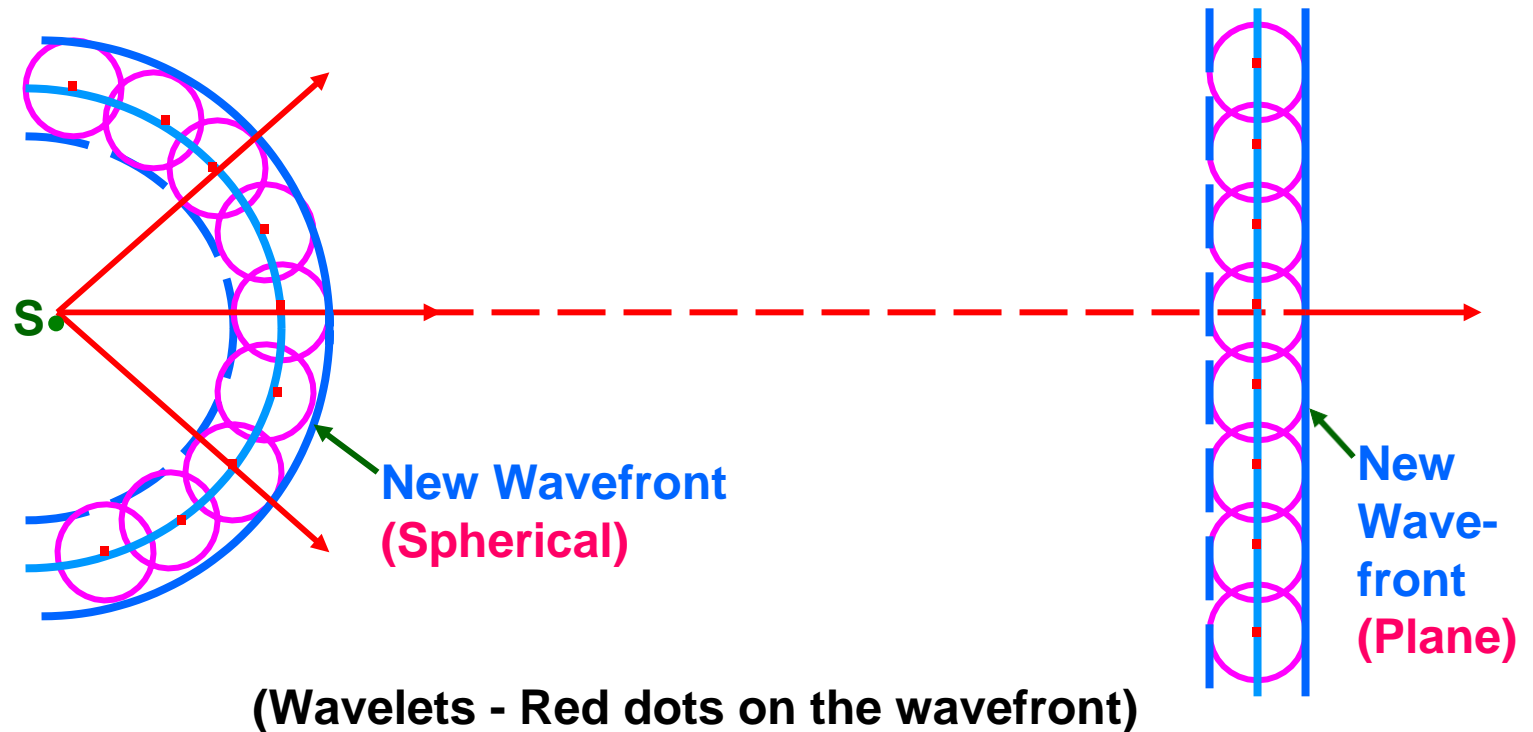 S
New Wavefront
(Spherical)
New
Wave-
front
(Plane)
(Wavelets - Red dots on the wavefront)